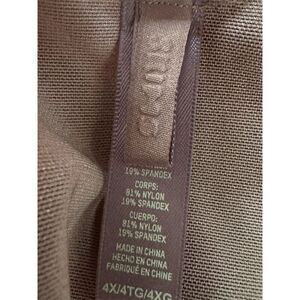 SKIMS
19% SPANDEX
CORPS:
81% NYLON
19% SPANDEX
CUERPO:
81% NYLON
19% SPANDEX
MADE IN CHINA
HECHO EN CHINA
FABRIQUÉ EN CHINE
4X/4TG/4XG